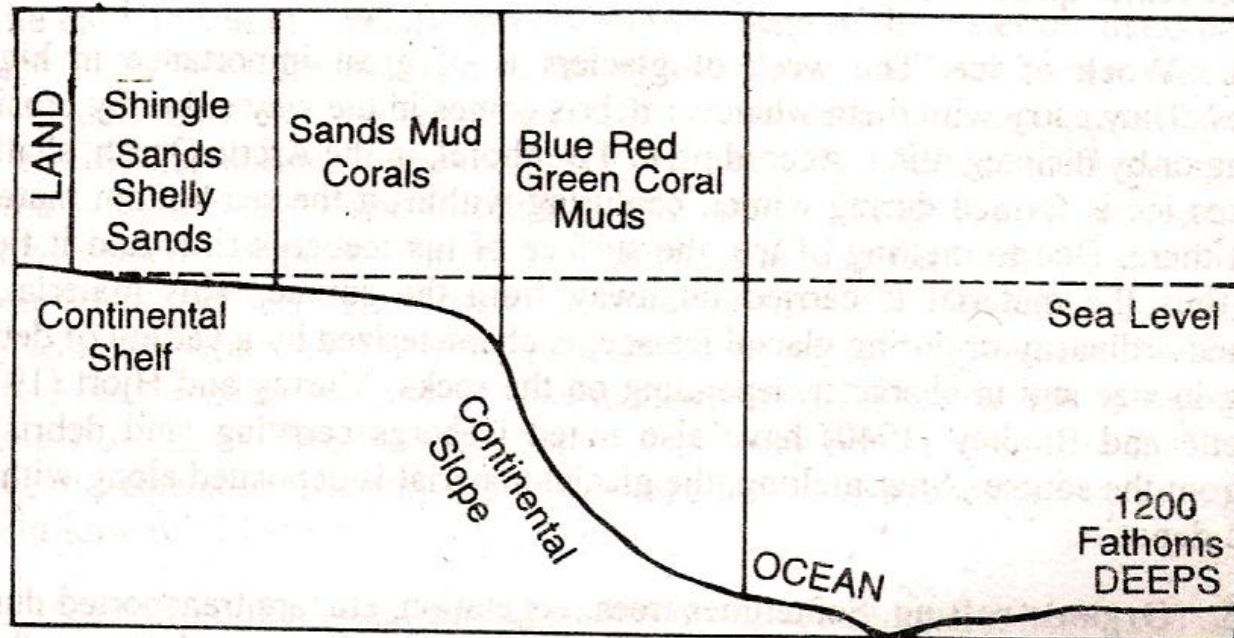 LAND
Shingle
Sands
Shelly
Sands
Sands Mud
Corals
Blue Red
Green Coral
Muds
Continental
Shelf
Sea Level
Continental
Slope
OCEAN
1200
Fathoms
DEEPS